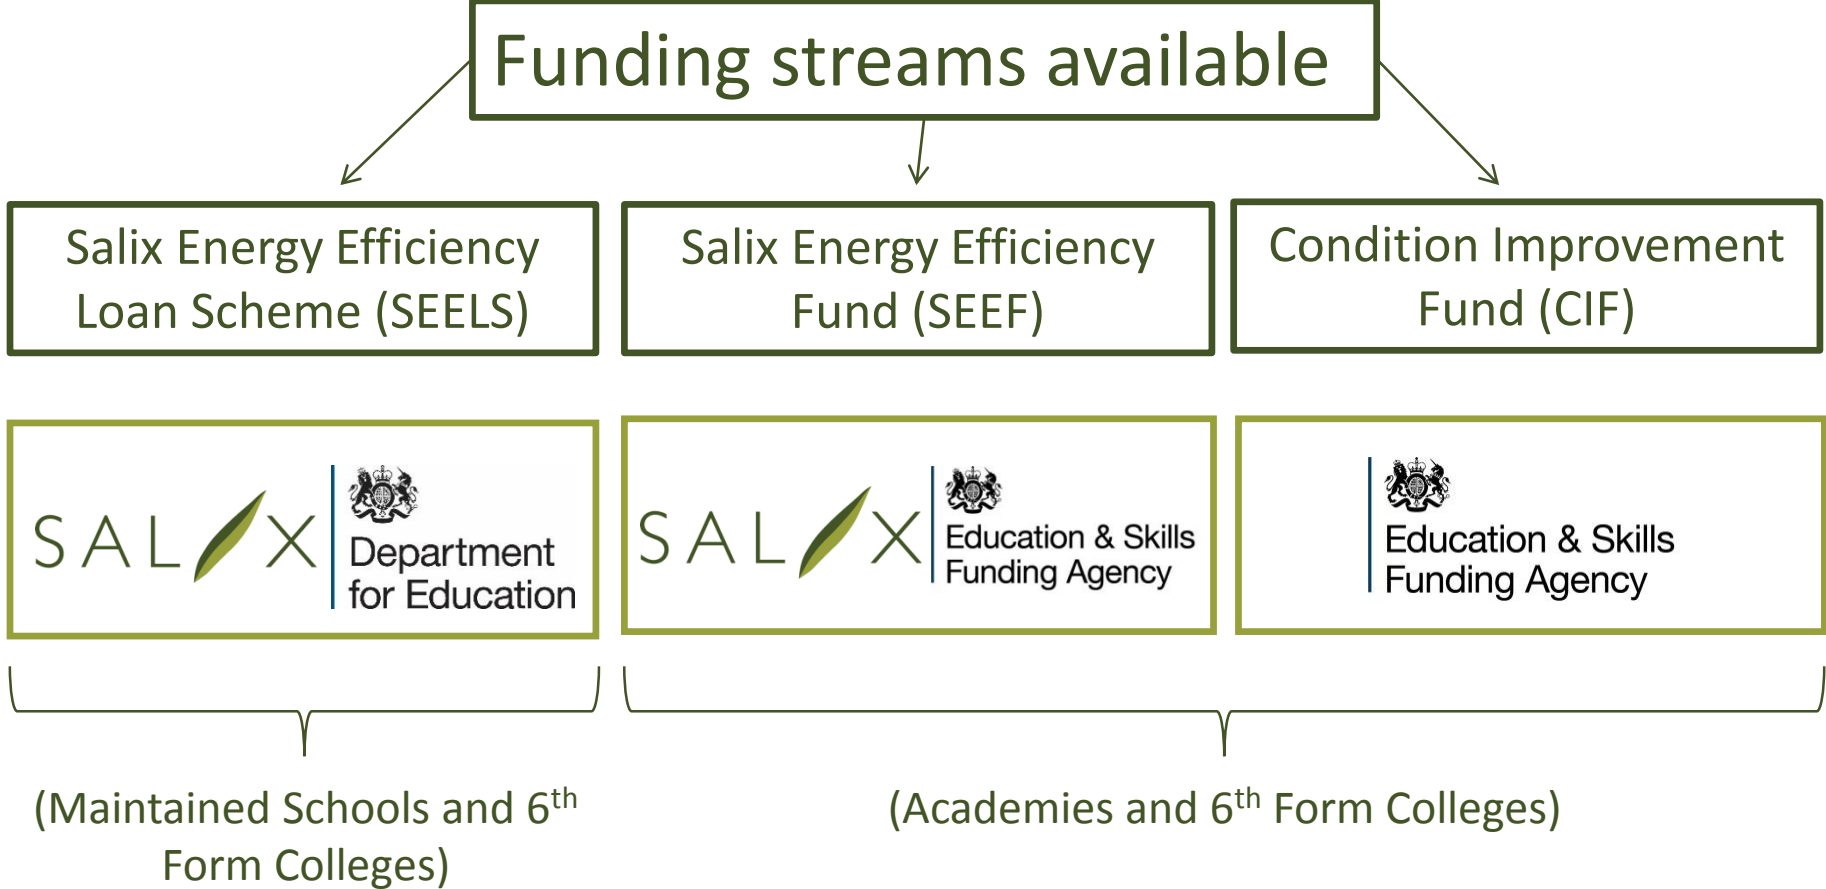 Funding streams available
Salix Energy Efficiency
Loan Scheme (SEELS)
Salix Energy Efficiency
Fund (SEEF)
Condition Improvement
Fund (CIF)
SALIX
Department
for Education
SALIX
Education & Skills
Funding Agency
Education & Skills
Funding Agency
(Maintained Schools and 6th
Form Colleges)
(Academies and 6th Form Colleges)